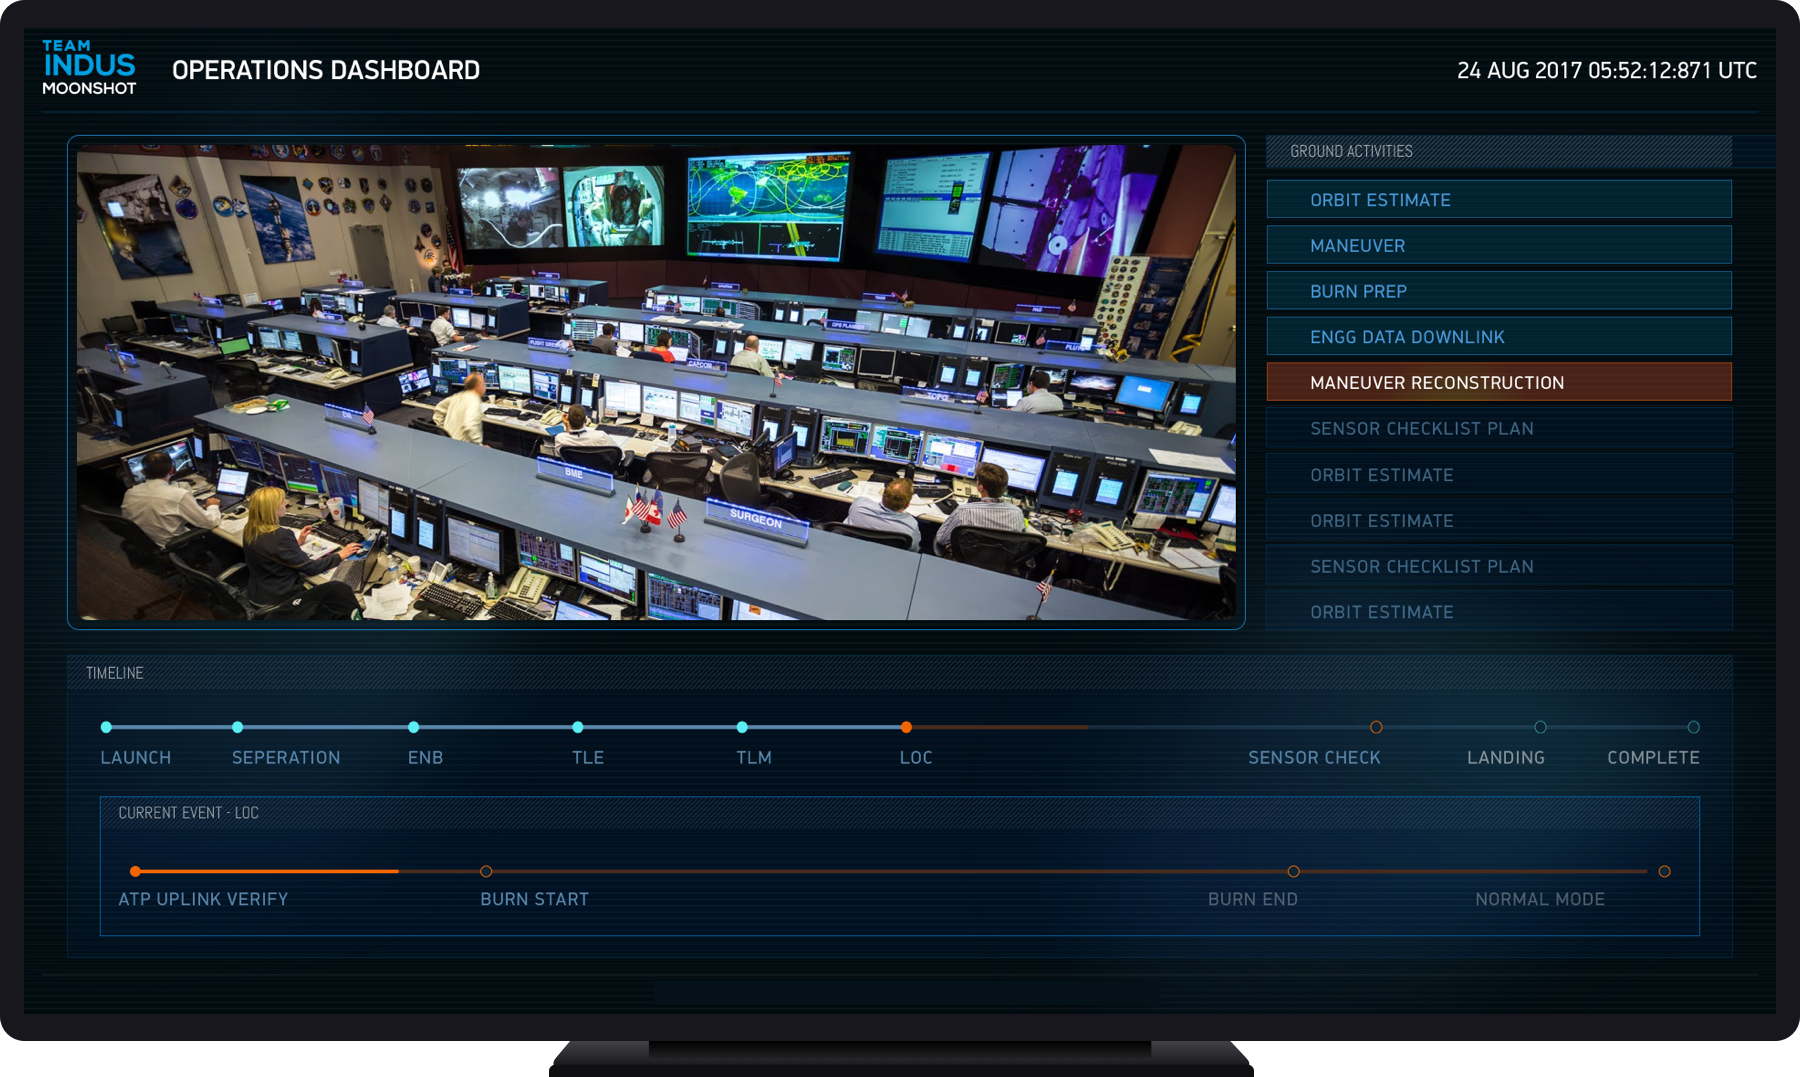 TEAM
INDUS
MOONSHOT
OPERATIONS DASHBOARD
24 AUG 2017 05:52:12:871 UTC
GROUND ACTIVITIES
ORBIT ESTIMATE
MANEUVER
BURN PREP
ENGG DATA DOWNLINK
MANEUVER RECONSTRUCTION
SENSOR CHECKLIST PLAN
ORBIT ESTIMATE
ORBIT ESTIMATE
SENSOR CHECKLIST PLAN
ORBIT ESTIMATE
CAPCOM
TOPO
BME
SURGEON
TIMELINE
LAUNCH
SEPERATION
ENB
TLE
TLM
LOC
SENSOR CHECK
LANDING
COMPLETE
CURRENT EVENT - LOC
ATP UPLINK VERIFY
BURN START
BURN END
NORMAL MODE